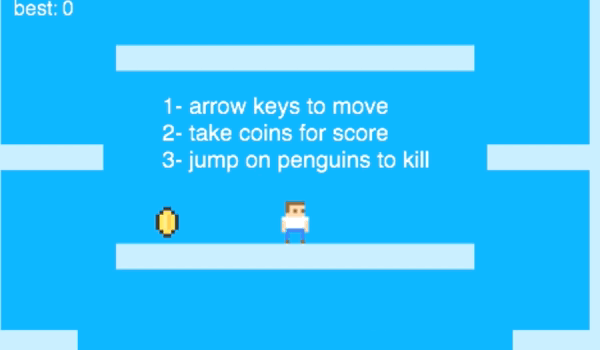 best: 0
1- arrow keys to move
2- take coins for score
3- jump on penguins to kill